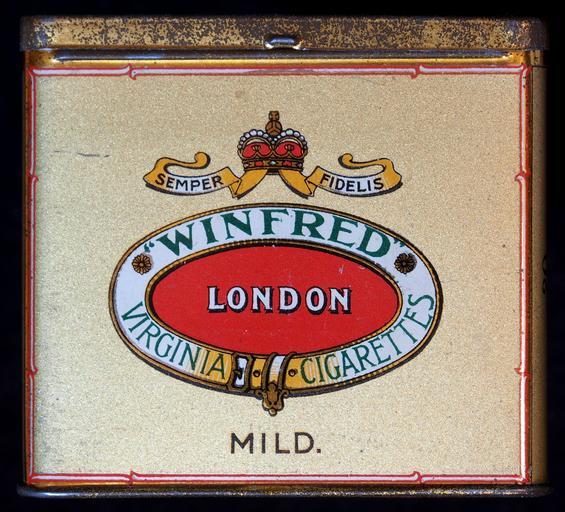 SEMPER FIDELIS
"WINFRED"
LONDON
VIRGINIA CIGARETTES
MILD.